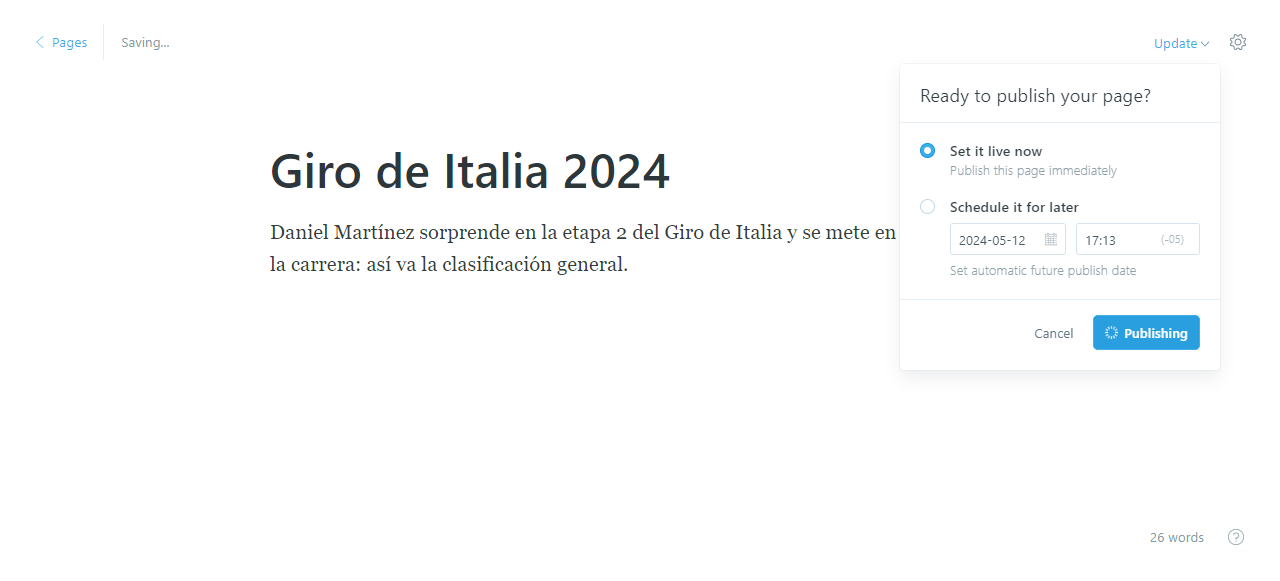 Pages
Saving...
Update
Ready to publish your page?
Set it live now
Publish this page immediately
Schedule it for later
2024-05-12
17:13 (-05)
Set automatic future publish date
Cancel
Publishing
Giro de Italia 2024
Daniel Martínez sorprende en la etapa 2 del Giro de Italia y se mete en
la carrera: así va la clasificación general.
26 words
?